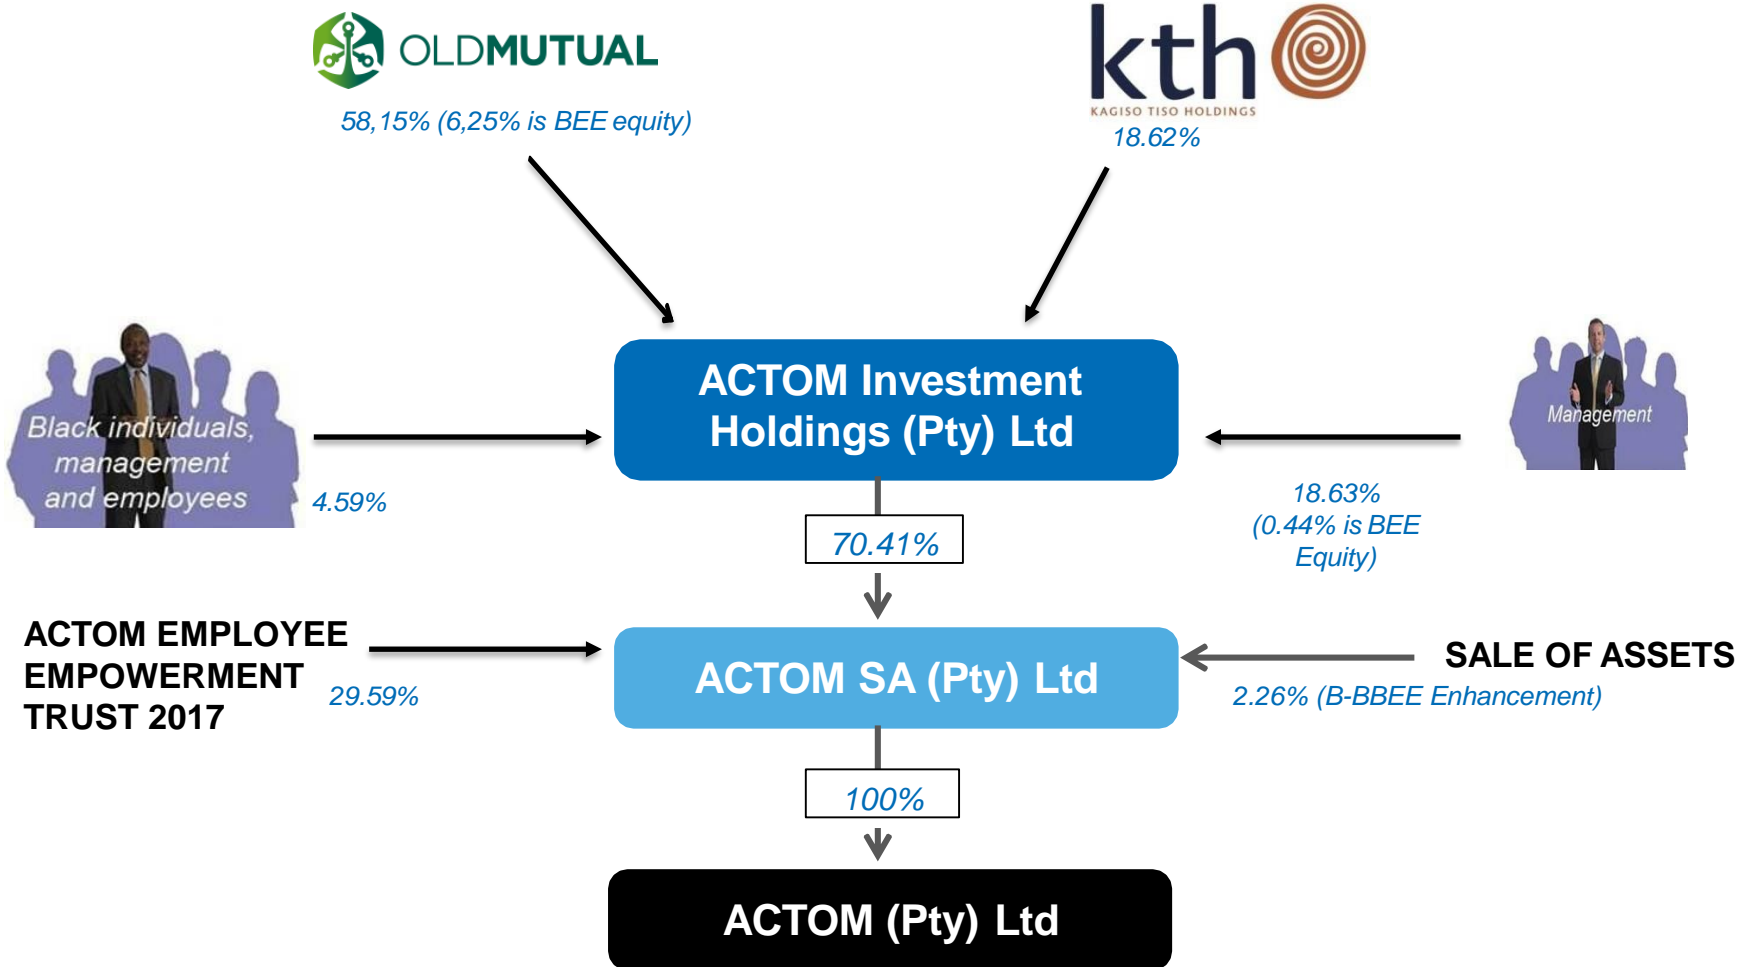 OLDMUTUAL
58,15% (6,25% is BEE equity)
kth
KAGISO TISO HOLDINGS
18.62%
ACTOM Investment
Holdings (Pty) Ltd
Black individuals,
management
and employees
4.59%
Management
18.63%
(0.44% is BEE
Equity)
70.41%
ACTOM EMPLOYEE
EMPOWERMENT
TRUST 2017
29.59%
ACTOM SA (Pty) Ltd
SALE OF ASSETS
2.26% (B-BBEE Enhancement)
100%
ACTOM (Pty) Ltd